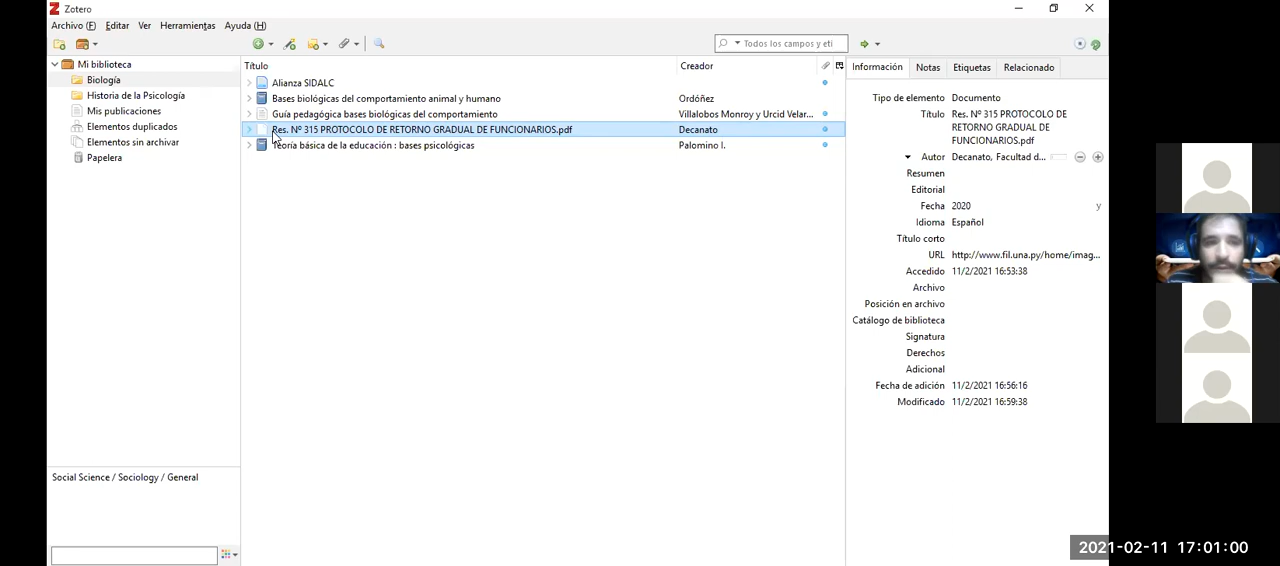 Zotero
Archivo (F) Editar Ver Herramientas Ayuda (H)
Todos los campos y eti
Mi biblioteca
Biología
Historia de la Psicología
Mis publicaciones
Elementos duplicados
Elementos sin archivar
Papelera
Social Science / Sociology / General
Título Creador
Alianza SIDALC
Bases biológicas del comportamiento animal y humano Ordóñez
Guía pedagógica bases biológicas del comportamiento Villalobos Monroy y Urcid Velar...
Res. Nº 315 PROTOCOLO DE RETORNO GRADUAL DE FUNCIONARIOS.pdf Decanato
Teoría básica de la educación : bases psicológicas Palomino I.
Información Notas Etiquetas Relacionado
Tipo de elemento Documento
Título Res. Nº 315 PROTOCOLO DE
RETORNO GRADUAL DE
FUNCIONARIOS.pdf
Autor Decanato, Facultad d...
Resumen
Editorial
Fecha 2020 y
Idioma Español
Título corto
URL http://www.fil.una.py/home/imag...
Accedido 11/2/2021 16:53:38
Archivo
Posición en archivo
Catálogo de biblioteca
Signatura
Derechos
Adicional
Fecha de adición 11/2/2021 16:56:16
Modificado 11/2/2021 16:59:38
2021-02-11 17:01:00